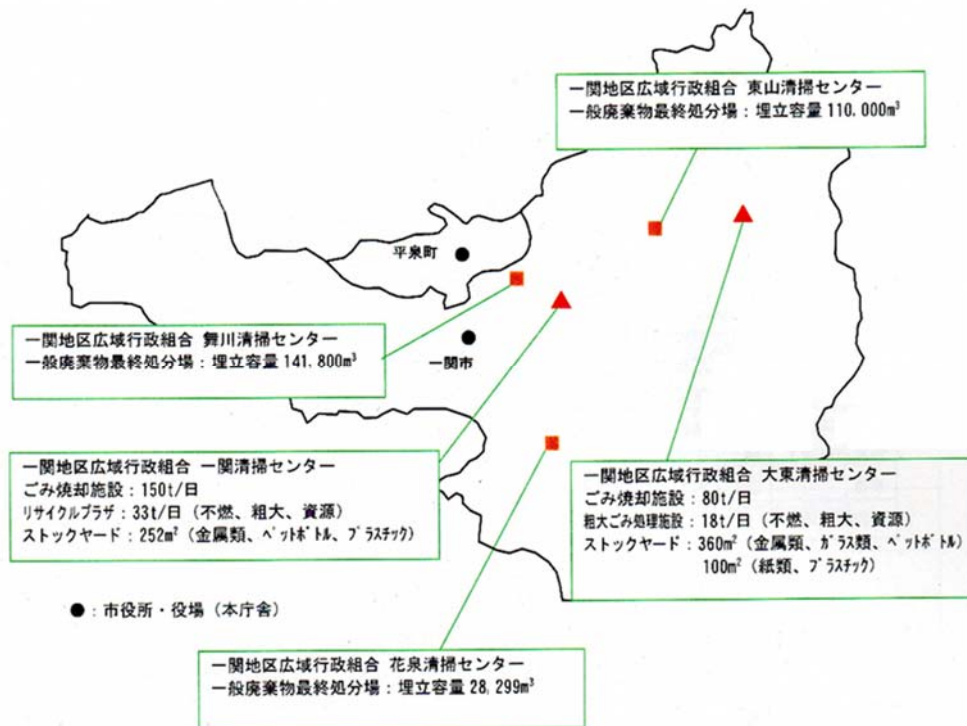 一関地区広域行政組合 東山清掃センター
一般廃棄物最終処分場：埋立容量 110,000m³
平泉町
一関地区広域行政組合 舞川清掃センター
一般廃棄物最終処分場：埋立容量 141,800m³
一関市
一関地区広域行政組合 一関清掃センター
ごみ焼却施設：150t/日
ﾘｻｲｸﾙﾌﾟﾗｻﾞ：33t/日（不燃、粗大、資源）
ストックヤード：252m²（金属類、ﾍﾟｯﾄﾎﾞﾄﾙ、ﾌﾟﾗｽﾁｯｸ）
一関地区広域行政組合 大東清掃センター
ごみ焼却施設：80t/日
粗大ごみ処理施設：18t/日（不燃、粗大、資源）
ストックヤード：360m²（金属類、ｶﾞﾗｽ類、ﾍﾟｯﾄﾎﾞﾄﾙ）
100m²（紙類、ﾌﾟﾗｽﾁｯｸ）
●：市役所・役場（本庁舎）
一関地区広域行政組合 花泉清掃センター
一般廃棄物最終処分場：埋立容量 28,299m³